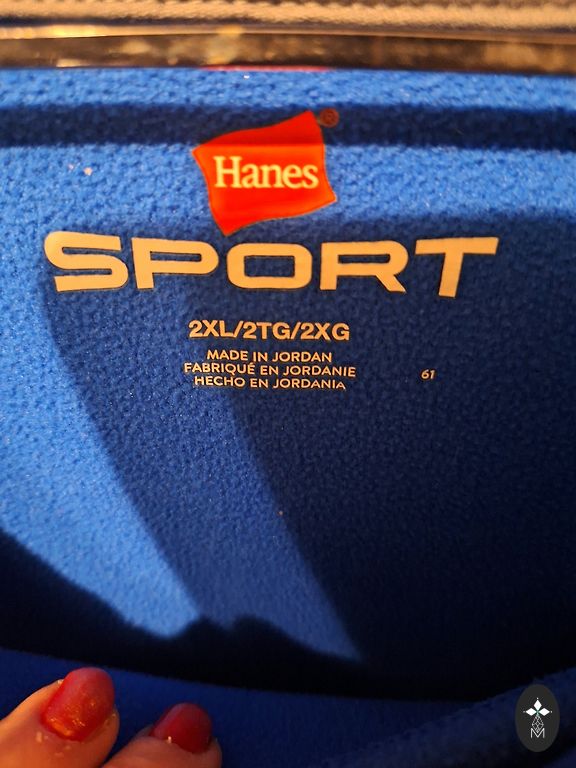 Hanes®
SPORT
2XL/2TG/2XG
MADE IN JORDAN
FABRIQUÉ EN JORDANIE
HECHO EN JORDANIA
61
M